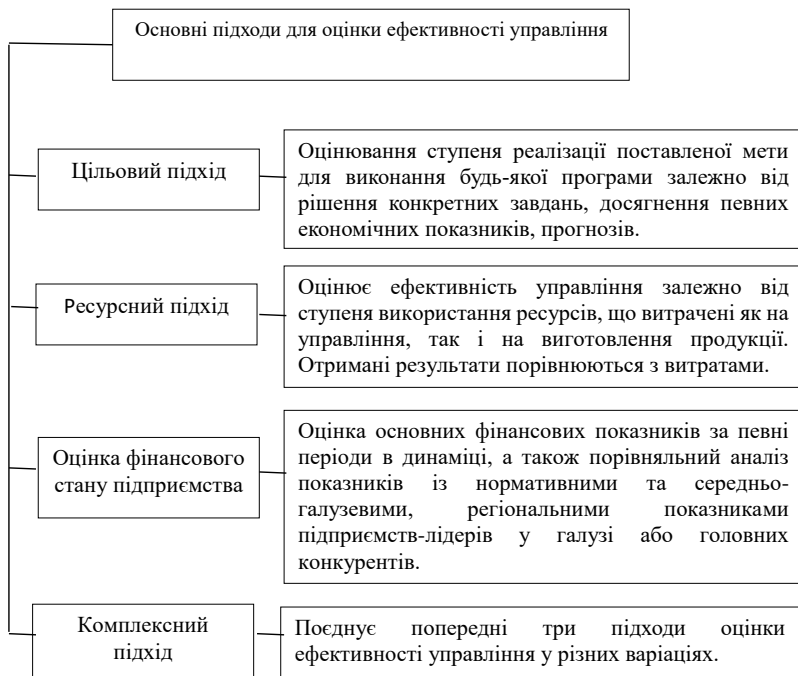 Основні підходи для оцінки ефективності управління
Цільовий підхід
Оцінювання ступеня реалізації поставленої мети
для виконання будь-якої програми залежно від
рішення конкретних завдань, досягнення певних
економічних показників, прогнозів.
Ресурсний підхід
Оцінює ефективність управління залежно від
ступеня використання ресурсів, що витрачені як на
управління, так і на виготовлення продукції.
Отримані результати порівнюються з витратами.
Оцінка фінансового
стану підприємства
Оцінка основних фінансових показників за певні
періоди в динаміці, а також порівняльний аналіз
показників із нормативними та середньо-
галузевими, регіональними показниками
підприємств-лідерів у галузі або головних
конкурентів.
Комплексний
підхід
Поєднує попередні три підходи оцінки
ефективності управління у різних варіаціях.